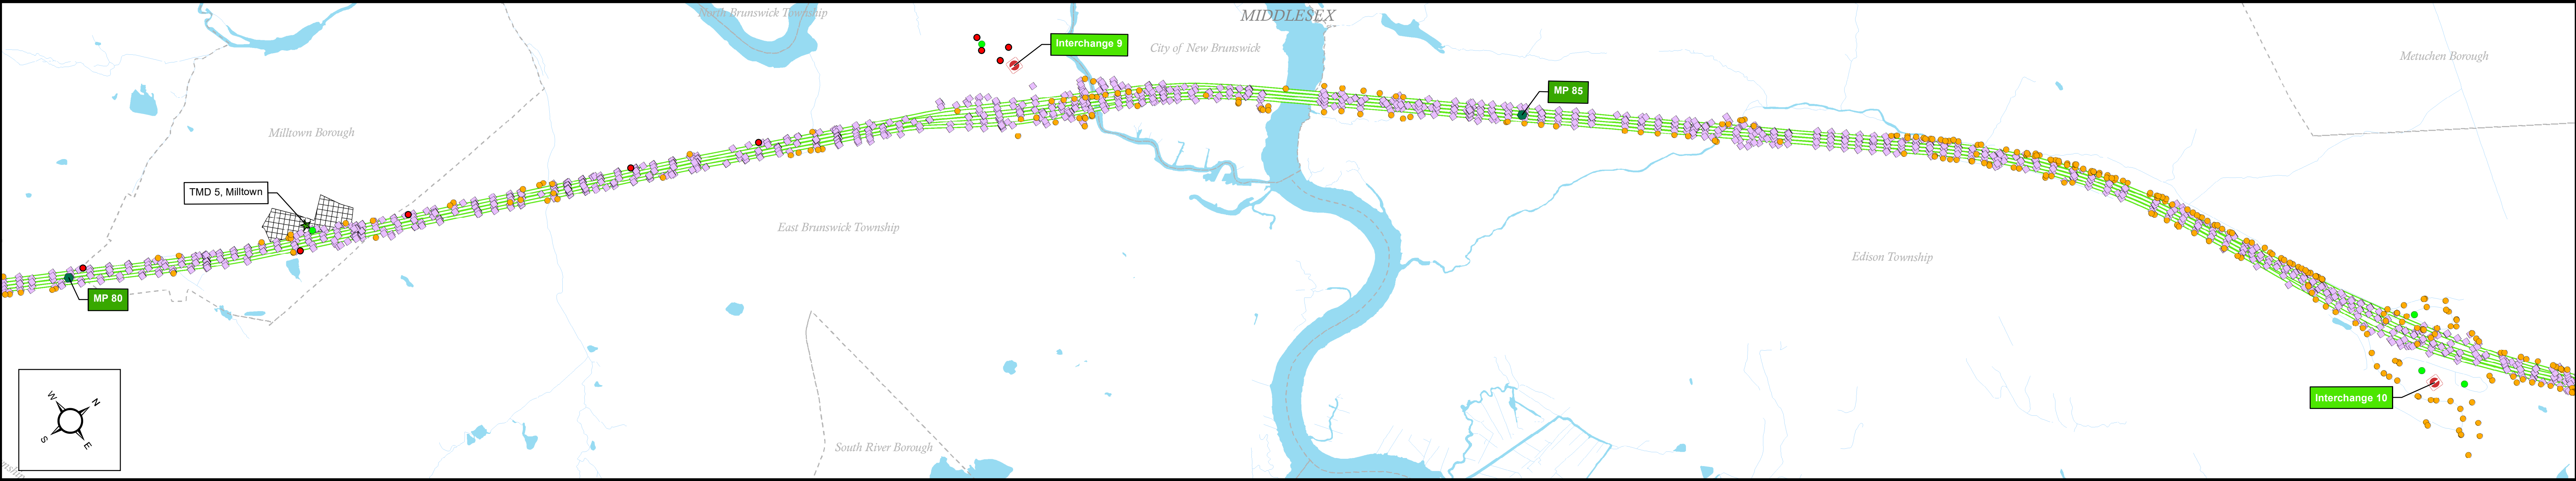 North Brunswick Township
MIDDLESEX
Interchange 9
City of New Brunswick
Metuchen Borough
MP 85
Milltown Borough
TMD 5, Milltown
East Brunswick Township
Edison Township
MP 80
Interchange 10
W
N
S
E
South River Borough